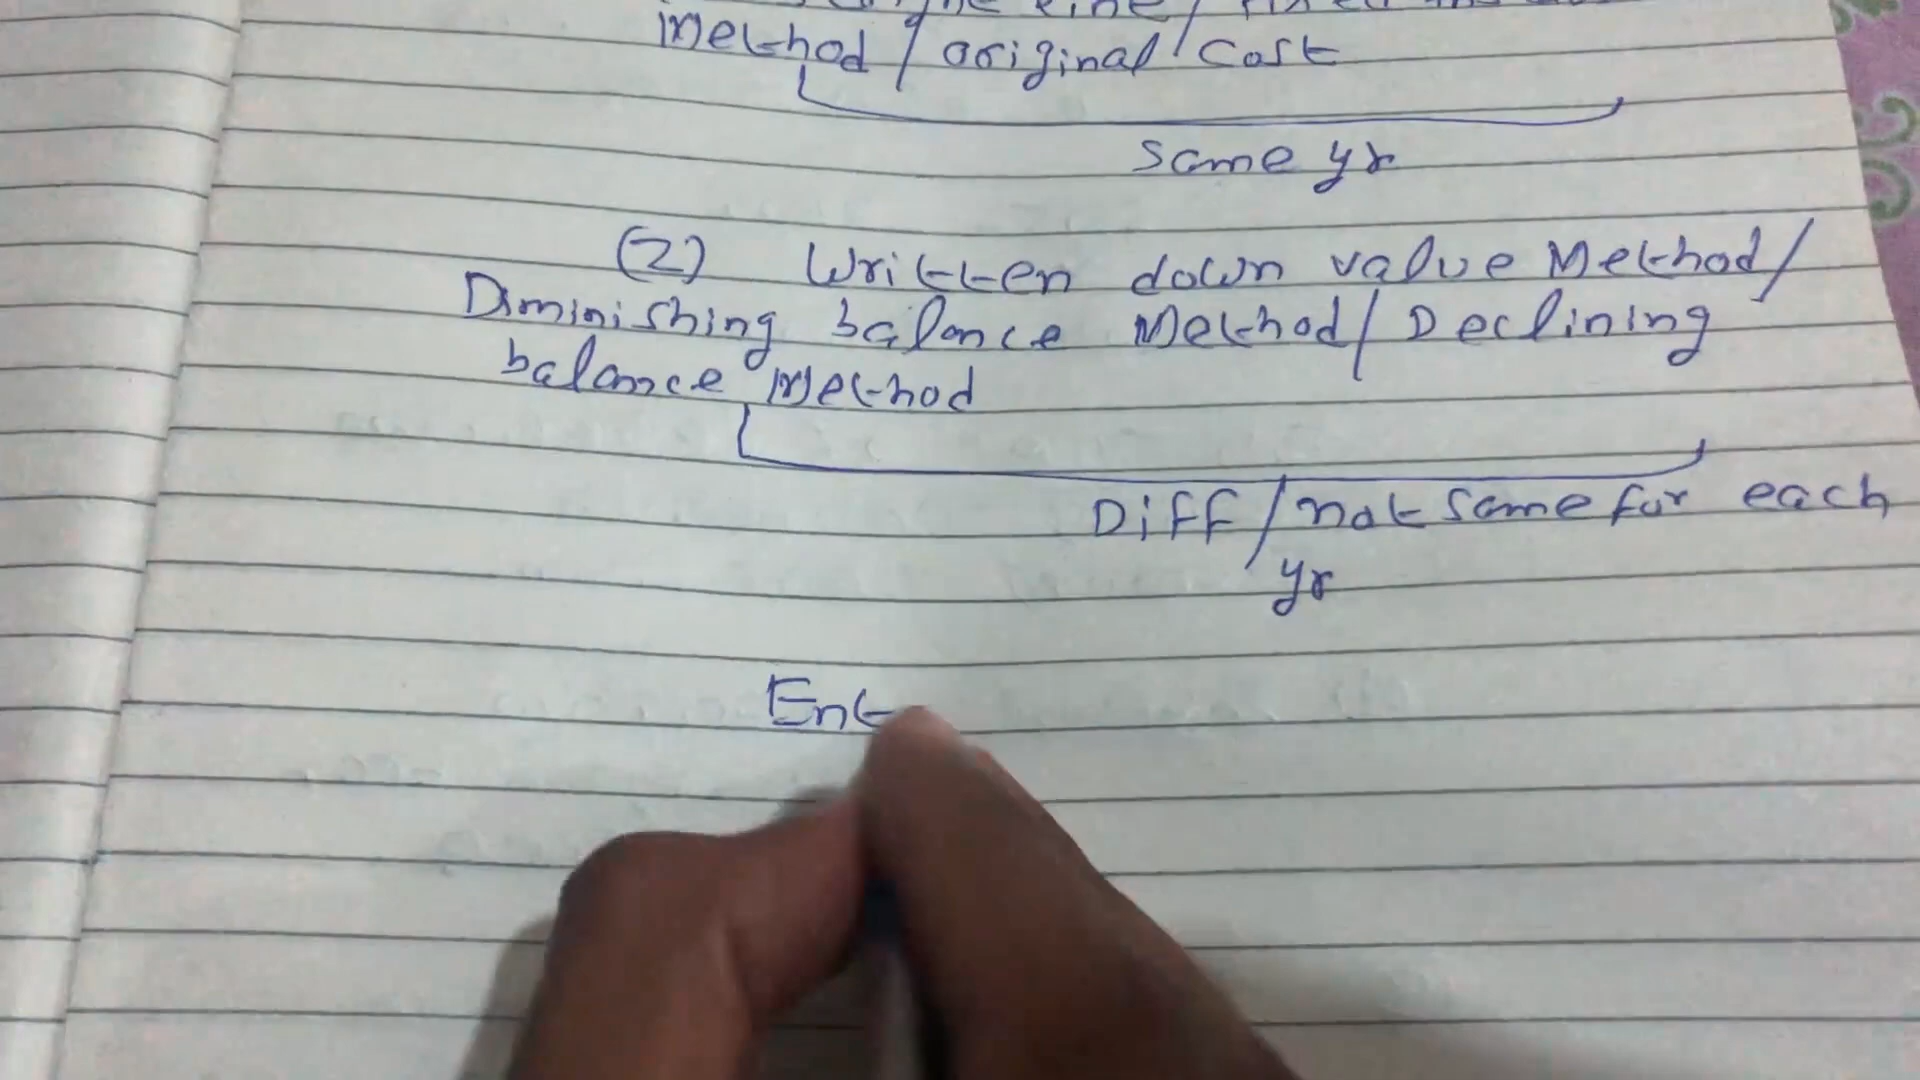 Method / original / Cost
Same yr
(2) Written down value Method/
Diminishing balance Method/ Declining
balance Method
Diff / not same for each
yr
Ent